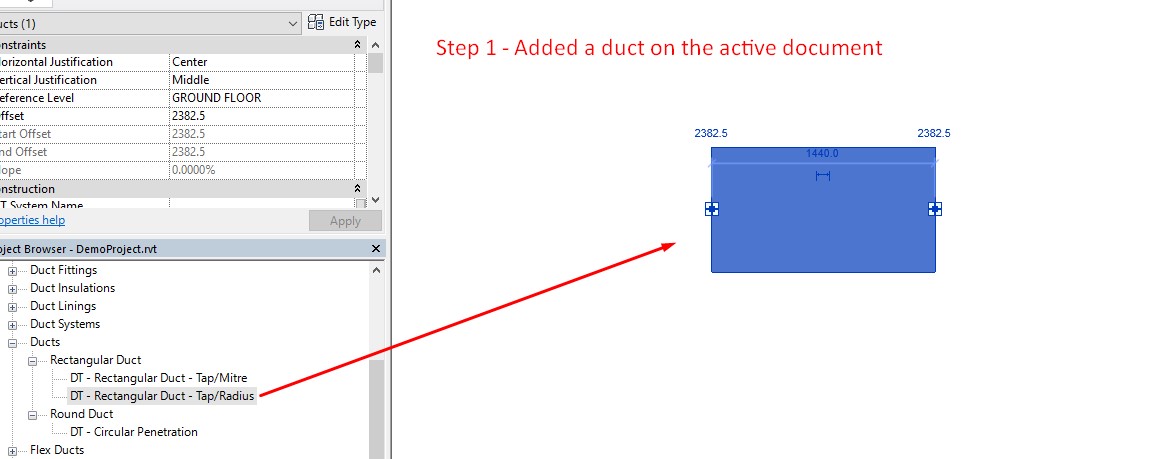 ucts (1)
Edit Type
onstraints
orizontal Justification Center
ertical Justification Middle
eference Level GROUND FLOOR
ffset 2382.5
tart Offset 2382.5
nd Offset 2382.5
lope 0.0000%
onstruction
T System Name
operties help
Apply
oject Browser - DemoProject.rvt
Duct Fittings
Duct Insulations
Duct Linings
Duct Systems
Ducts
Rectangular Duct
DT - Rectangular Duct - Tap/Mitre
DT - Rectangular Duct - Tap/Radius
Round Duct
DT - Circular Penetration
Flex Ducts
Step 1 - Added a duct on the active document
2382.5 2382.5
1440.0